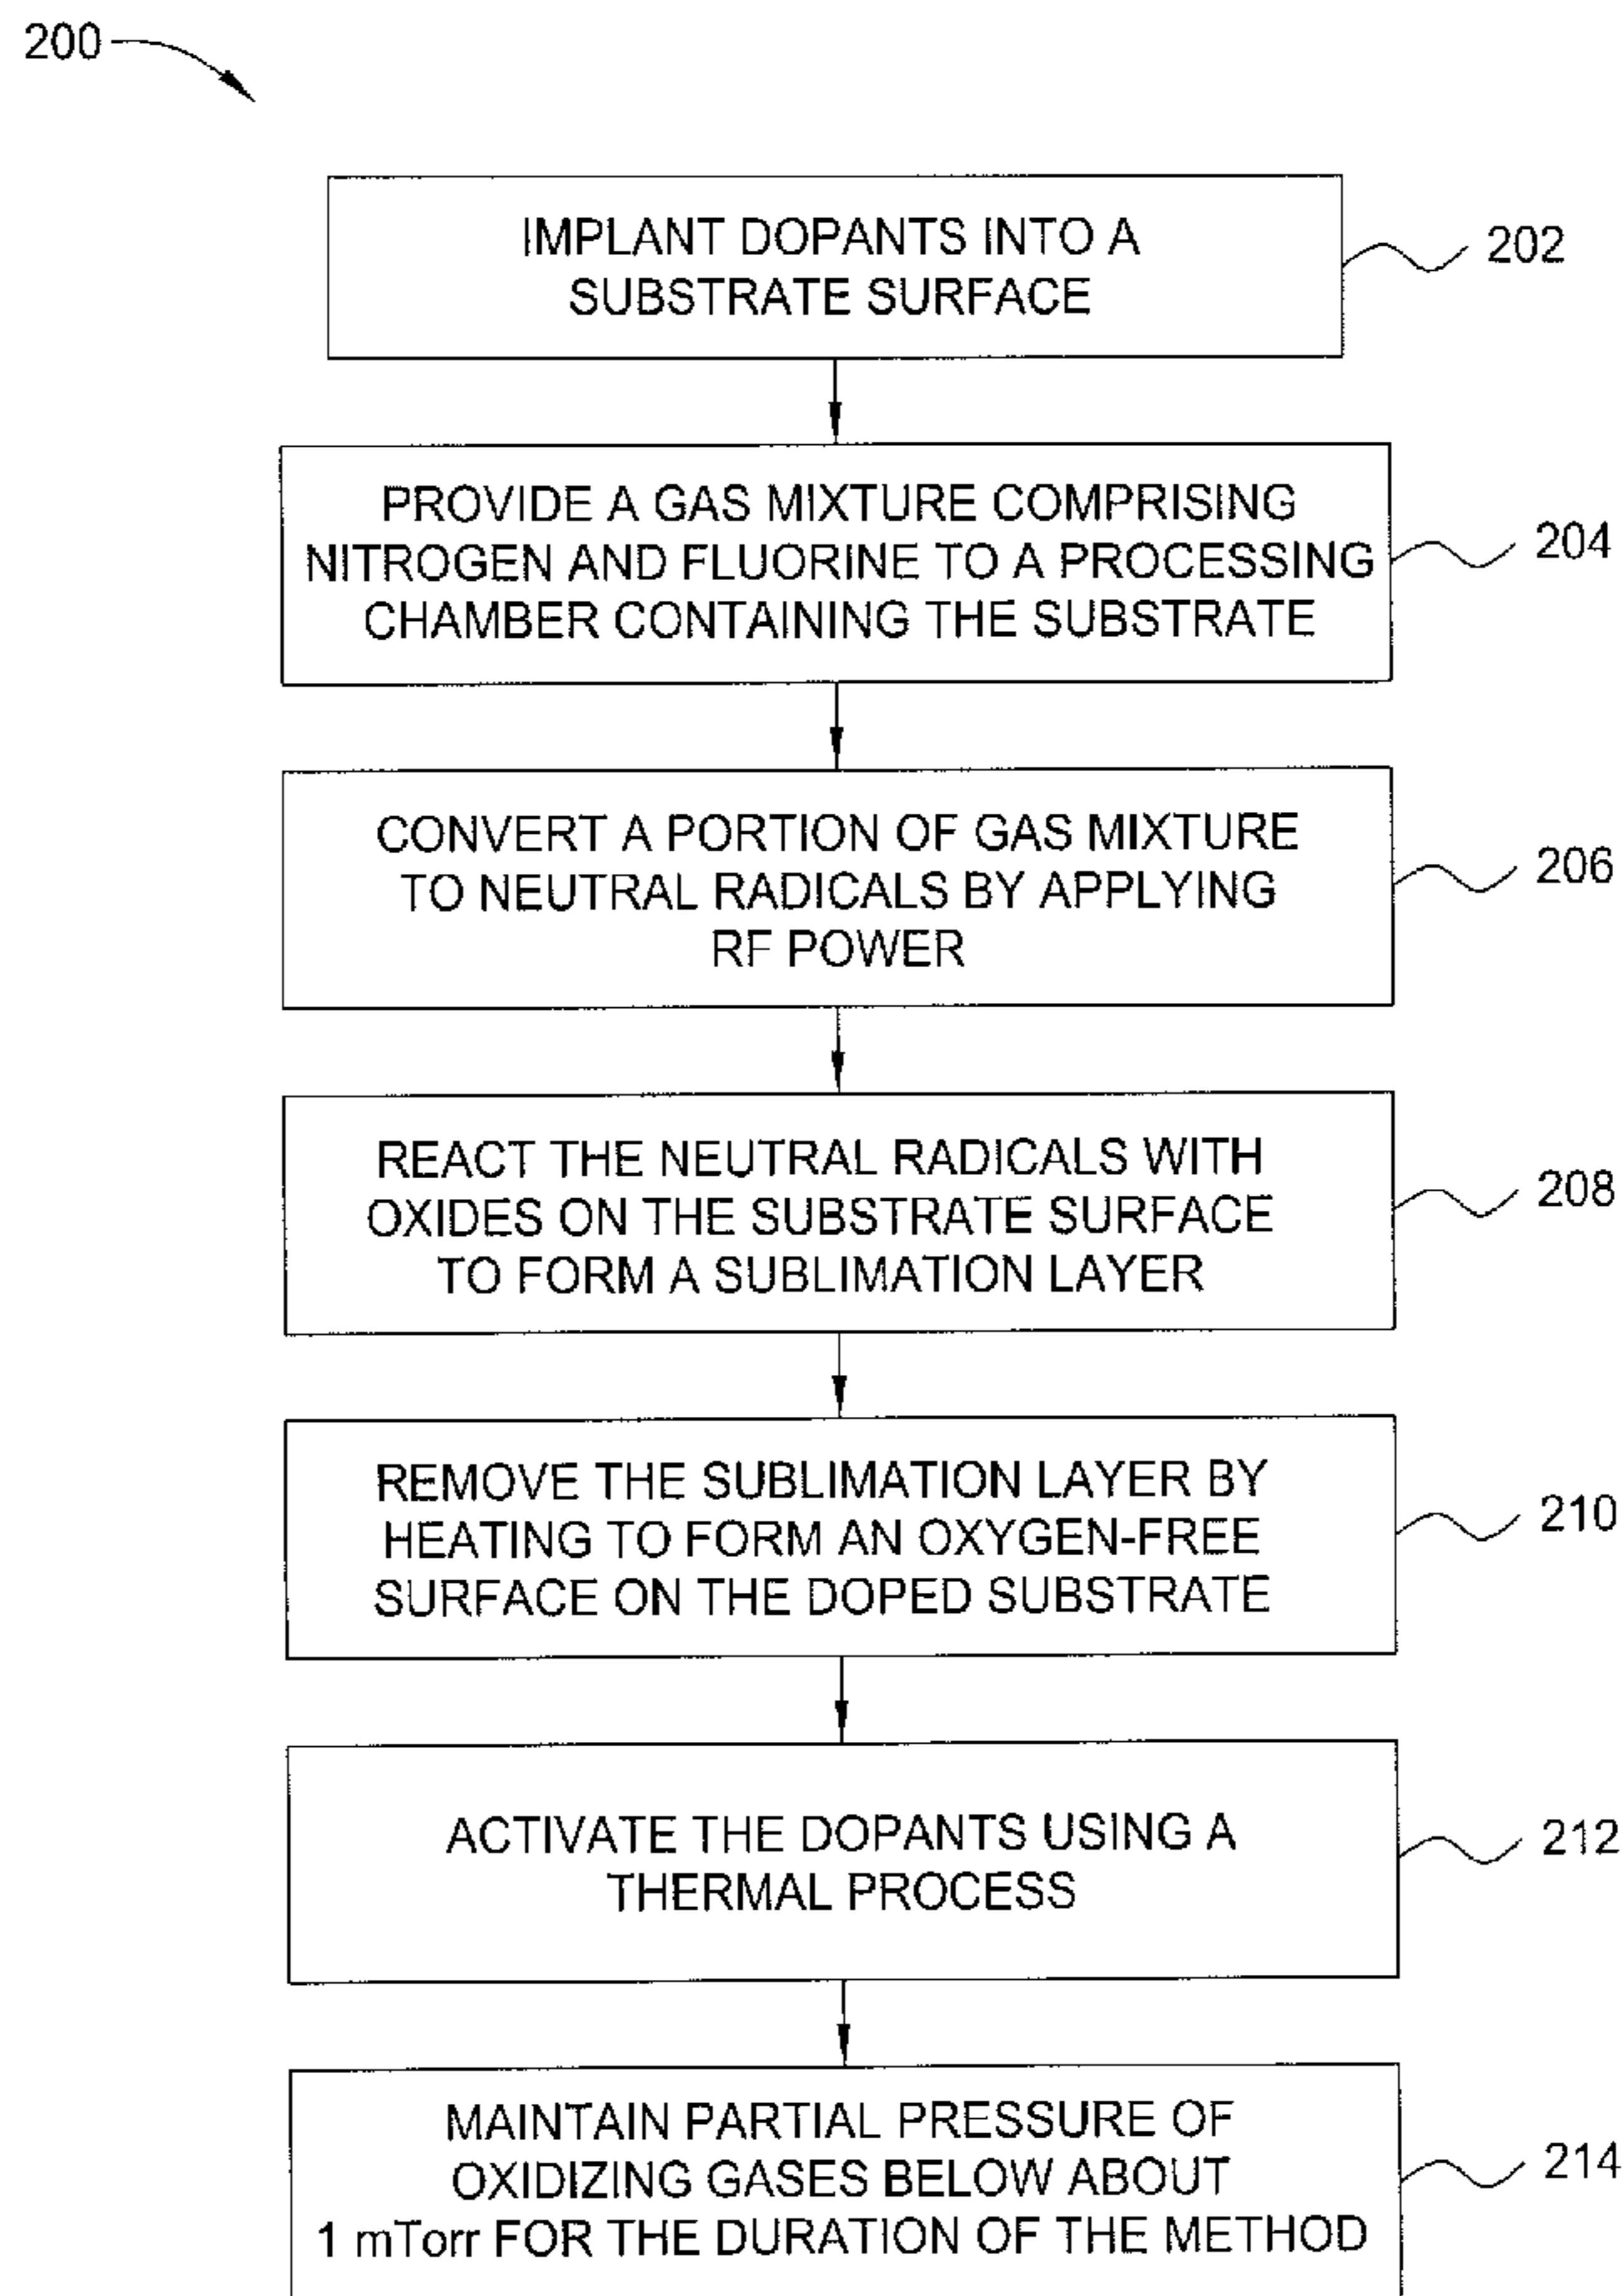 200
IMPLANT DOPANTS INTO A
SUBSTRATE SURFACE
202
PROVIDE A GAS MIXTURE COMPRISING
NITROGEN AND FLUORINE TO A PROCESSING
CHAMBER CONTAINING THE SUBSTRATE
204
CONVERT A PORTION OF GAS MIXTURE
TO NEUTRAL RADICALS BY APPLYING
RF POWER
206
REACT THE NEUTRAL RADICALS WITH
OXIDES ON THE SUBSTRATE SURFACE
TO FORM A SUBLIMATION LAYER
208
REMOVE THE SUBLIMATION LAYER BY
HEATING TO FORM AN OXYGEN-FREE
SURFACE ON THE DOPED SUBSTRATE
210
ACTIVATE THE DOPANTS USING A
THERMAL PROCESS
212
MAINTAIN PARTIAL PRESSURE OF
OXIDIZING GASES BELOW ABOUT
1 mTorr FOR THE DURATION OF THE METHOD
214